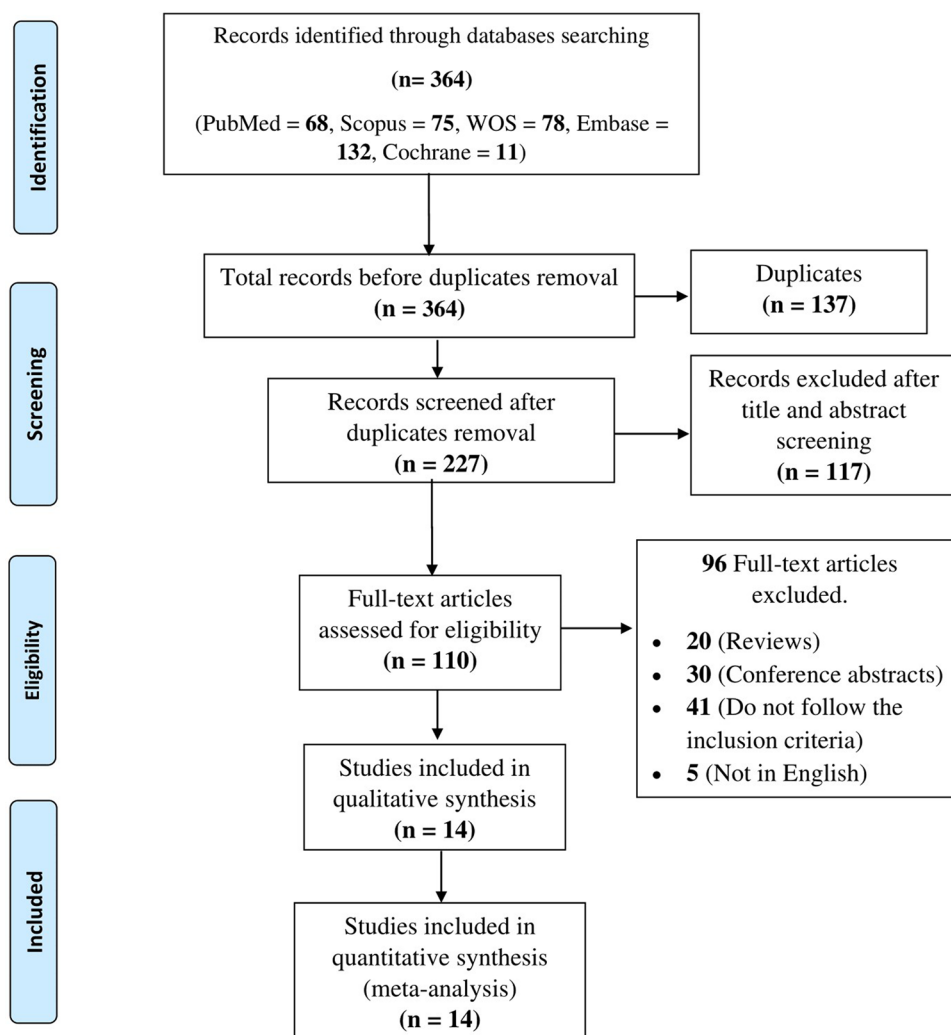 Identification
Records identified through databases searching
(n= 364)
(PubMed = 68, Scopus = 75, WOS = 78, Embase =
132, Cochrane = 11)
Screening
Total records before duplicates removal
(n = 364)
Duplicates
(n = 137)
Records screened after
duplicates removal
(n = 227)
Records excluded after
title and abstract
screening
(n = 117)
Eligibility
Full-text articles
assessed for eligibility
(n = 110)
96 Full-text articles
excluded.
• 20 (Reviews)
• 30 (Conference abstracts)
• 41 (Do not follow the
inclusion criteria)
• 5 (Not in English)
Studies included in
qualitative synthesis
(n = 14)
Included
Studies included in
quantitative synthesis
(meta-analysis)
(n = 14)